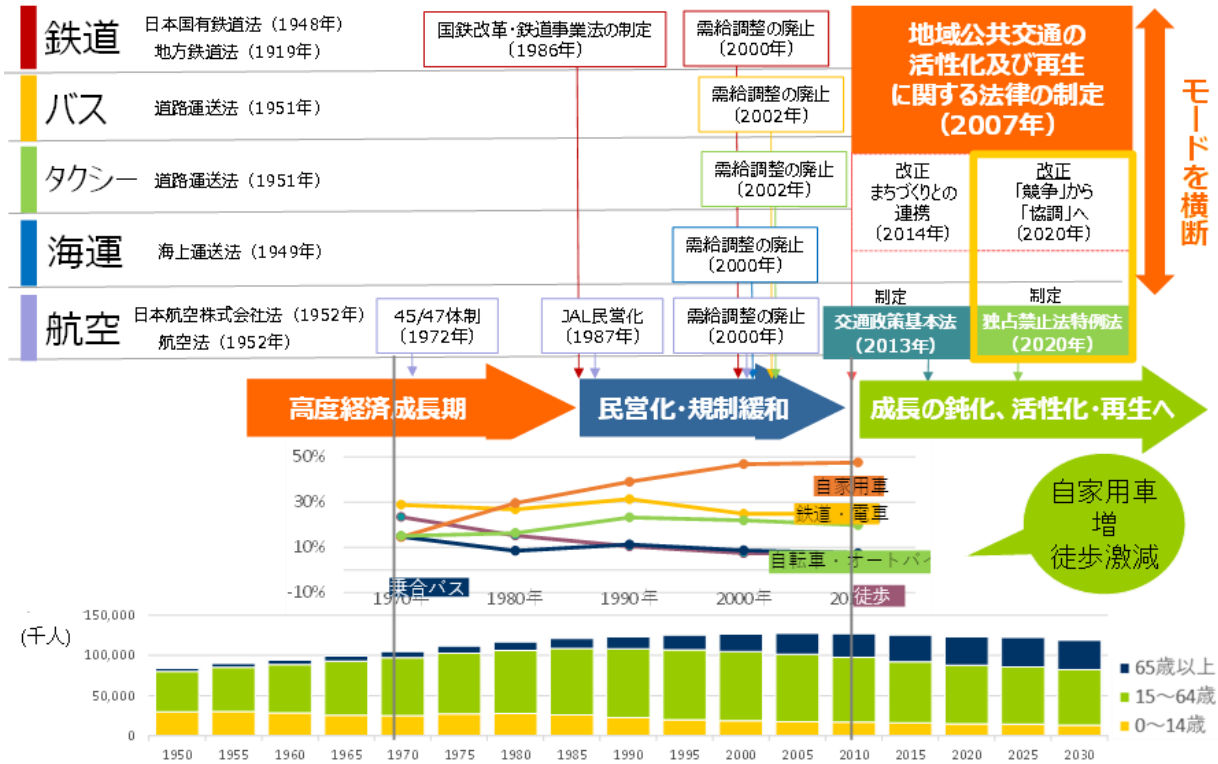 鉄道
日本国有鉄道法（1948年）
地方鉄道法（1919年）
国鉄改革・鉄道事業法の制定
（1986年）
需給調整の廃止
（2000年）
バス
道路運送法（1951年）
需給調整の廃止
（2002年）
タクシー
道路運送法（1951年）
需給調整の廃止
（2002年）
海運
海上運送法（1949年）
需給調整の廃止
（2000年）
航空
日本航空株式会社法（1952年）
航空法（1952年）
45/47体制
（1972年）
JAL民営化
（1987年）
需給調整の廃止
（2000年）
地域公共交通の
活性化及び再生
に関する法律の制定
（2007年）
改正
まちづくりとの
連携
（2014年）
改正
「競争」から
「協調」へ
（2020年）
制定
交通政策基本法
（2013年）
制定
独占禁止法特例法
（2020年）
モードを横断
高度経済成長期
民営化・規制緩和
成長の鈍化、活性化・再生へ
50%
30%
10%
-10%
自家用車
鉄道・電車
自転車・オートバイ
乗合バス
徒歩
1970年
1980年
1990年
2000年
自家用車
増
徒歩激減
(千人)
150,000
100,000
50,000
0
1950 1955 1960 1965 1970 1975 1980 1985 1990 1995 2000 2005 2010 2015 2020 2025 2030
65歳以上
15～64歳
0～14歳